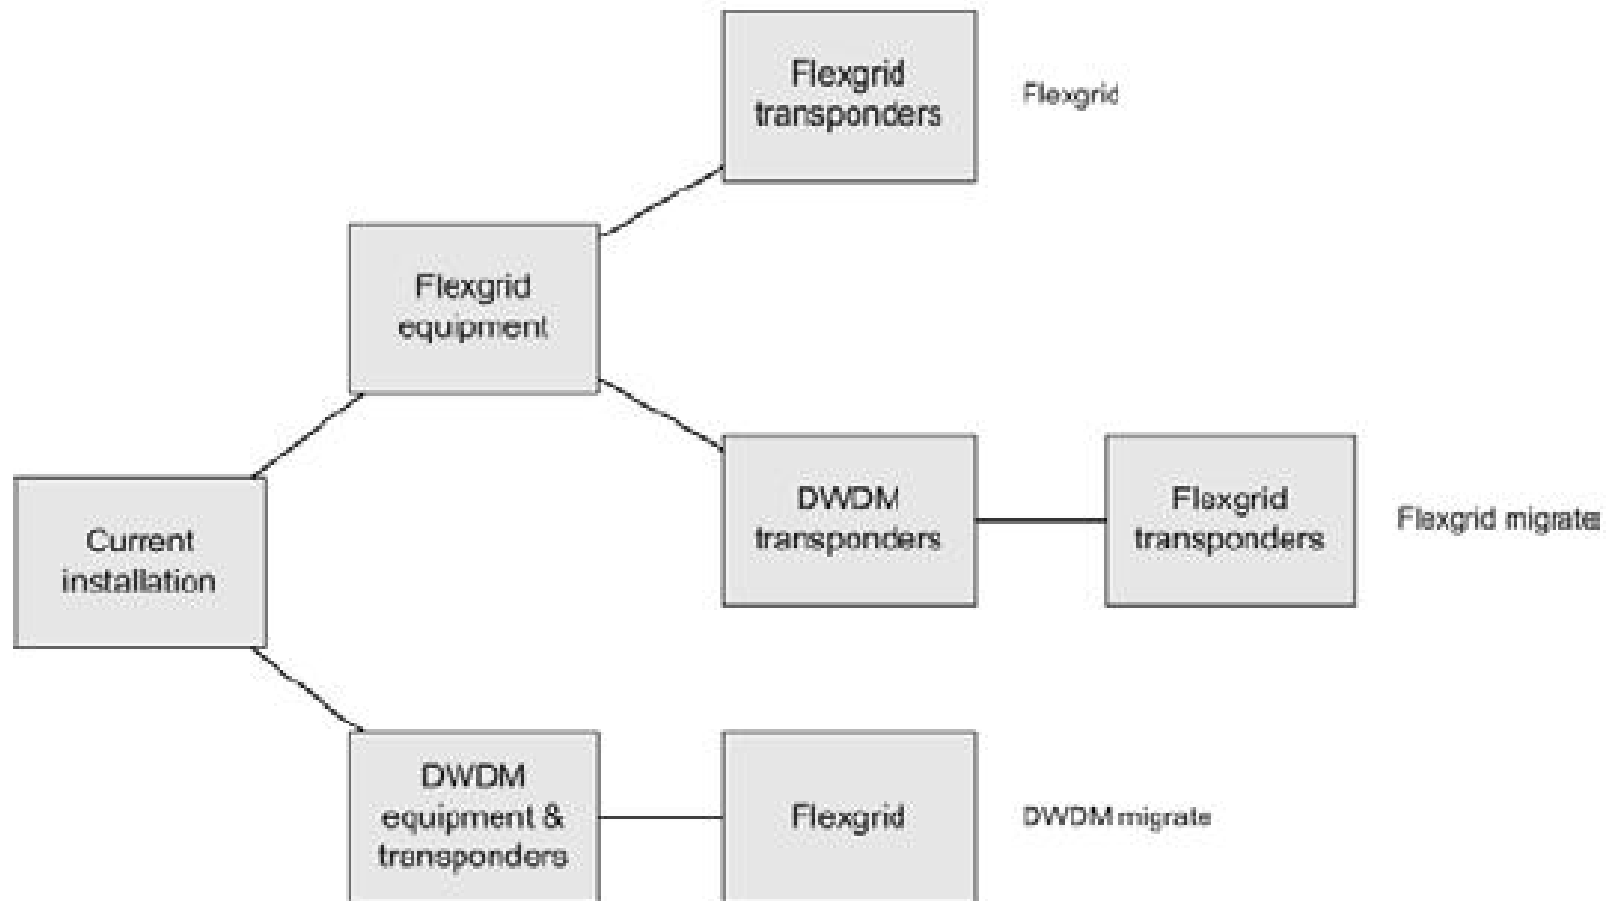 Flexgrid
transponders
Flexgrid
Flexgrid
equipment
DWDM
transponders
Flexgrid
transponders
Flexgrid migrate
Current
installation
DWDM
equipment &
transponders
Flexgrid
DWDM migrate